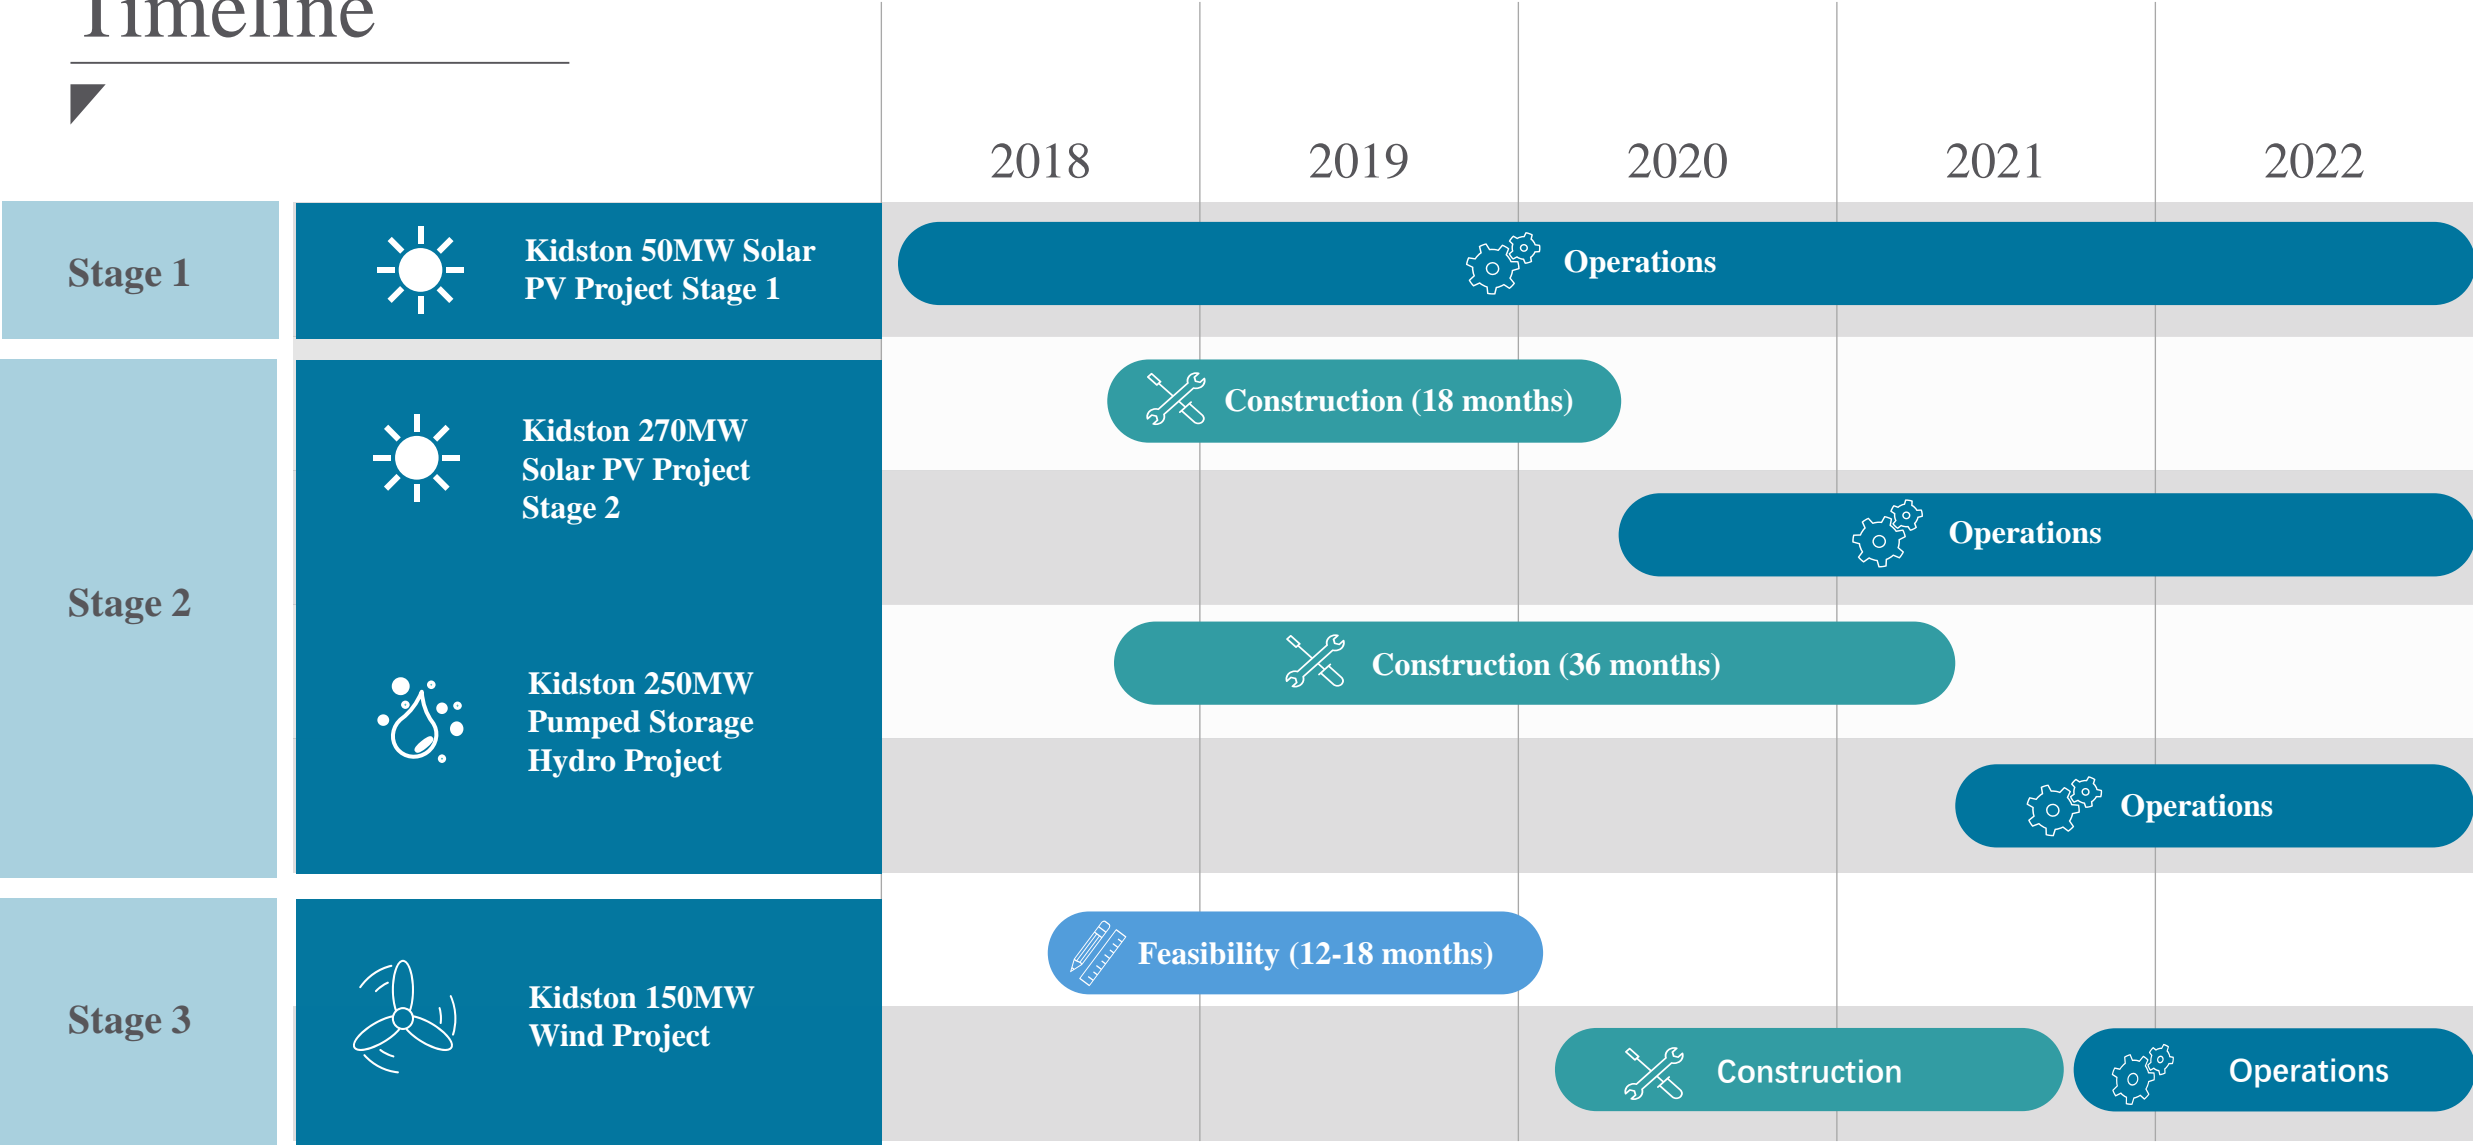 Timeline
2018 2019 2020 2021 2022
Stage 1
Kidston 50MW Solar
PV Project Stage 1
Operations
Stage 2
Kidston 270MW
Solar PV Project
Stage 2
Construction (18 months)
Operations
Kidston 250MW
Pumped Storage
Hydro Project
Construction (36 months)
Operations
Stage 3
Kidston 150MW
Wind Project
Feasibility (12-18 months)
Construction
Operations